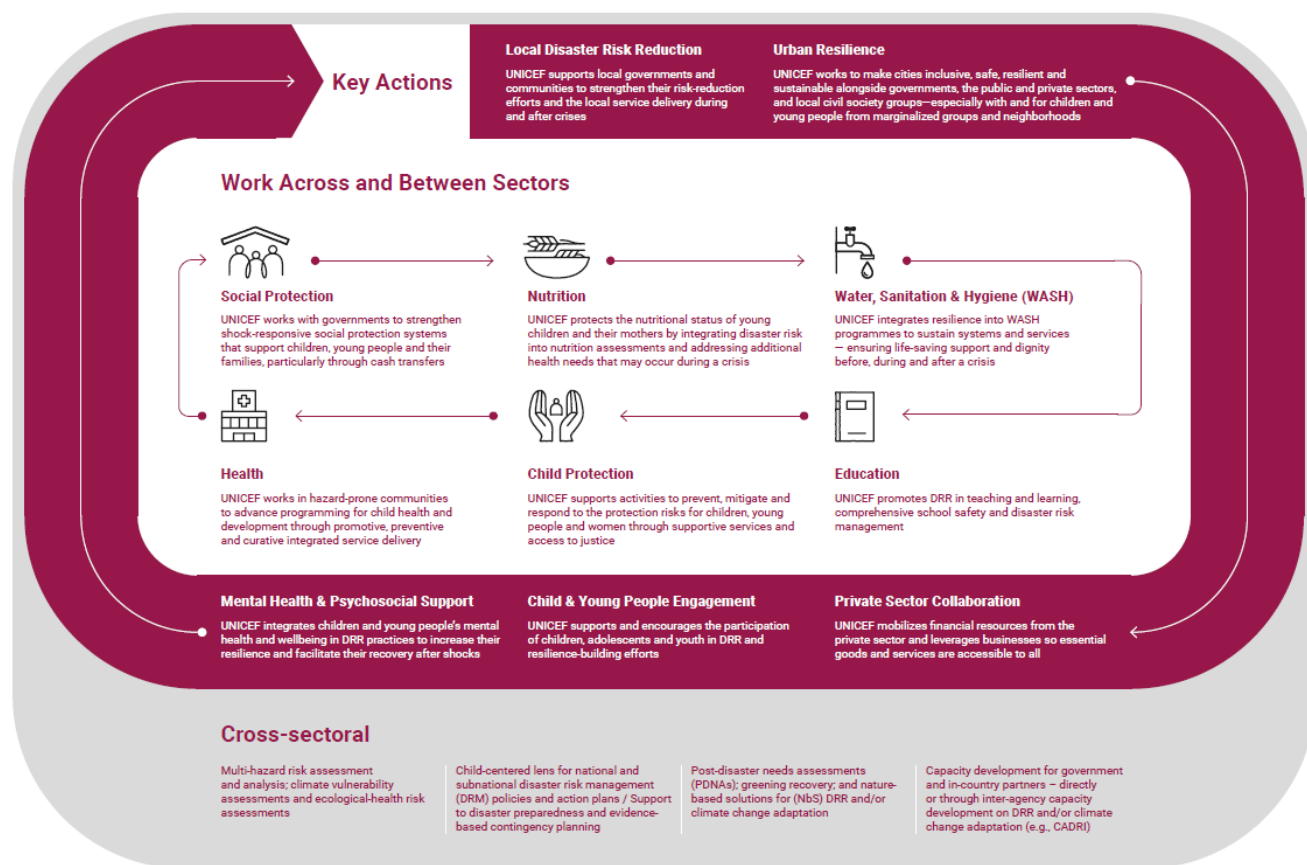 Key Actions
Local Disaster Risk Reduction
UNICEF supports local governments and
communities to strengthen their risk-reduction
efforts and the local service delivery during
and after crises
Urban Resilience
UNICEF works to make cities inclusive, safe, resilient and
sustainable alongside governments, the public and private sectors,
and local civil society groups—especially with and for children and
young people from marginalized groups and neighborhoods
Work Across and Between Sectors
Social Protection
UNICEF works with governments to strengthen
shock-responsive social protection systems
that support children, young people and their
families, particularly through cash transfers
Nutrition
UNICEF protects the nutritional status of young
children and their mothers by integrating disaster risk
into nutrition assessments and addressing additional
health needs that may occur during a crisis
Water, Sanitation & Hygiene (WASH)
UNICEF integrates resilience into WASH
programmes to sustain systems and services
— ensuring life-saving support and dignity
before, during and after a crisis
Health
UNICEF works in hazard-prone communities
to advance programming for child health and
development through promotive, preventive
and curative integrated service delivery
Child Protection
UNICEF supports activities to prevent, mitigate and
respond to the protection risks for children, young
people and women through supportive services and
access to justice
Education
UNICEF promotes DRR in teaching and learning,
comprehensive school safety and disaster risk
management
Mental Health & Psychosocial Support
UNICEF integrates children and young people's mental
health and wellbeing in DRR practices to increase their
resilience and facilitate their recovery after shocks
Child & Young People Engagement
UNICEF supports and encourages the participation
of children, adolescents and youth in DRR and
resilience-building efforts
Private Sector Collaboration
UNICEF mobilizes financial resources from the
private sector and leverages businesses so essential
goods and services are accessible to all
Cross-sectoral
Multi-hazard risk assessment
and analysis; climate vulnerability
assessments and ecological-health risk
assessments
Child-centered lens for national and
subnational disaster risk management
(DRM) policies and action plans / Support
to disaster preparedness and evidence-
based contingency planning
Post-disaster needs assessments
(PDNAs); greening recovery; and nature-
based solutions for (NbS) DRR and/or
climate change adaptation
Capacity development for government
and in-country partners – directly
or through inter-agency capacity
development on DRR and/or climate
change adaptation (e.g., CADRI)